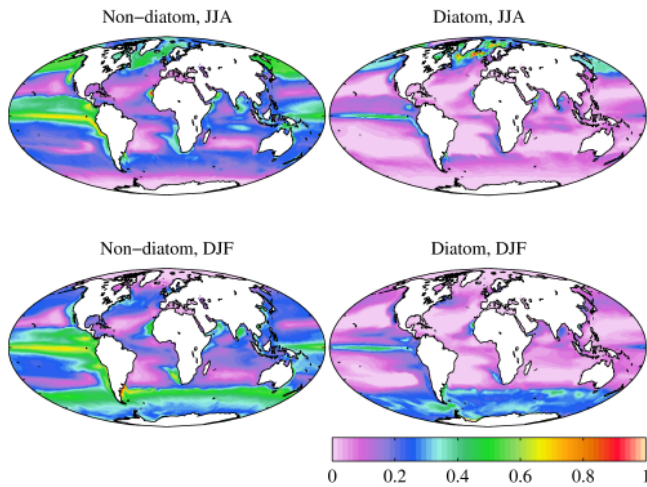 Non−diatom, JJA
Diatom, JJA
Non−diatom, DJF
Diatom, DJF
0 0.2 0.4 0.6 0.8 1